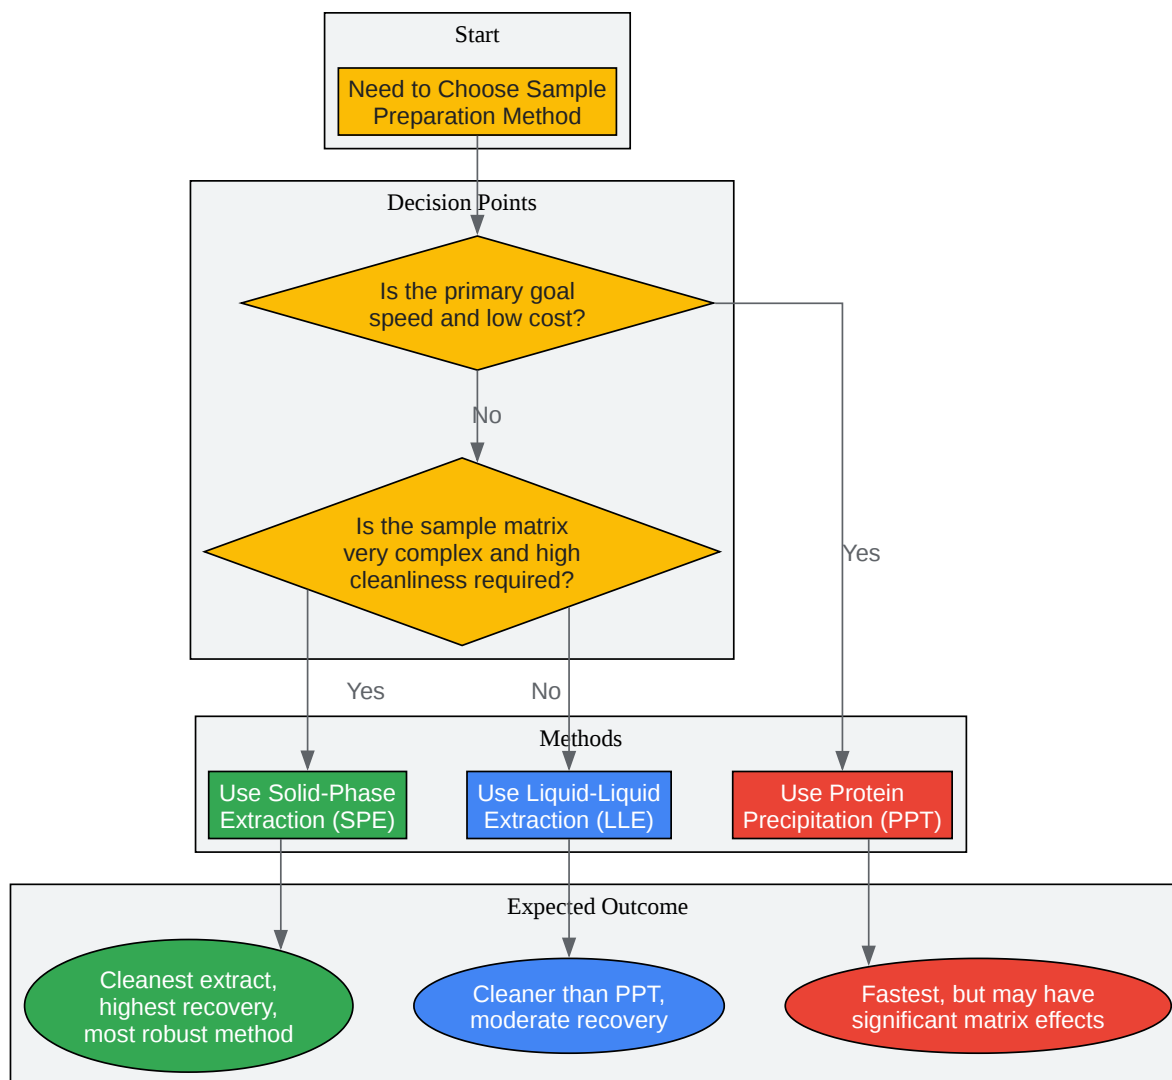 Start
Need to Choose Sample
Preparation Method
Decision Points
Is the primary goal
speed and low cost?
No
Is the sample matrix
very complex and high
cleanliness required?
Yes
Yes
No
Methods
Use Solid-Phase
Extraction (SPE)
Use Liquid-Liquid
Extraction (LLE)
Use Protein
Precipitation (PPT)
Expected Outcome
Cleanest extract,
highest recovery,
most robust method
Cleaner than PPT,
moderate recovery
Fastest, but may have
significant matrix effects